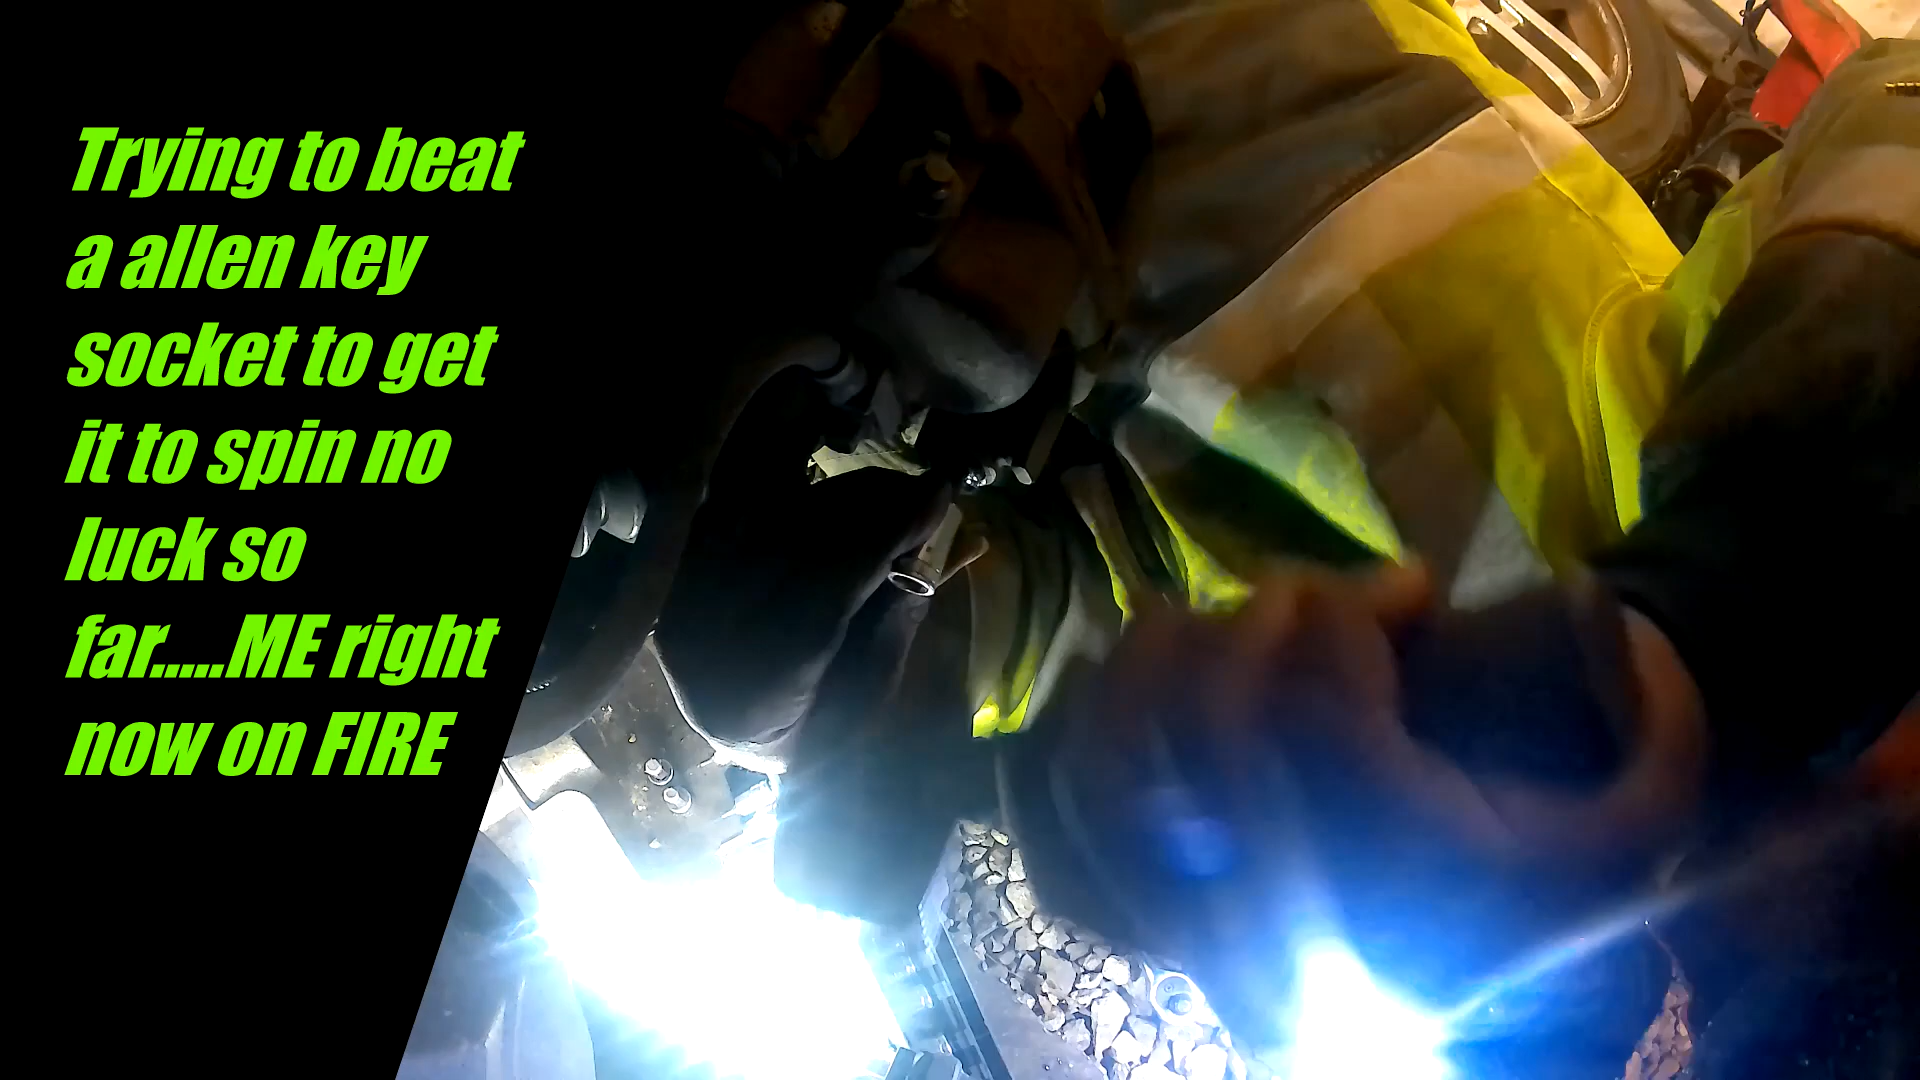 Trying to beat
a allen key
socket to get
it to spin no
luck so
far.....ME right
now on FIRE